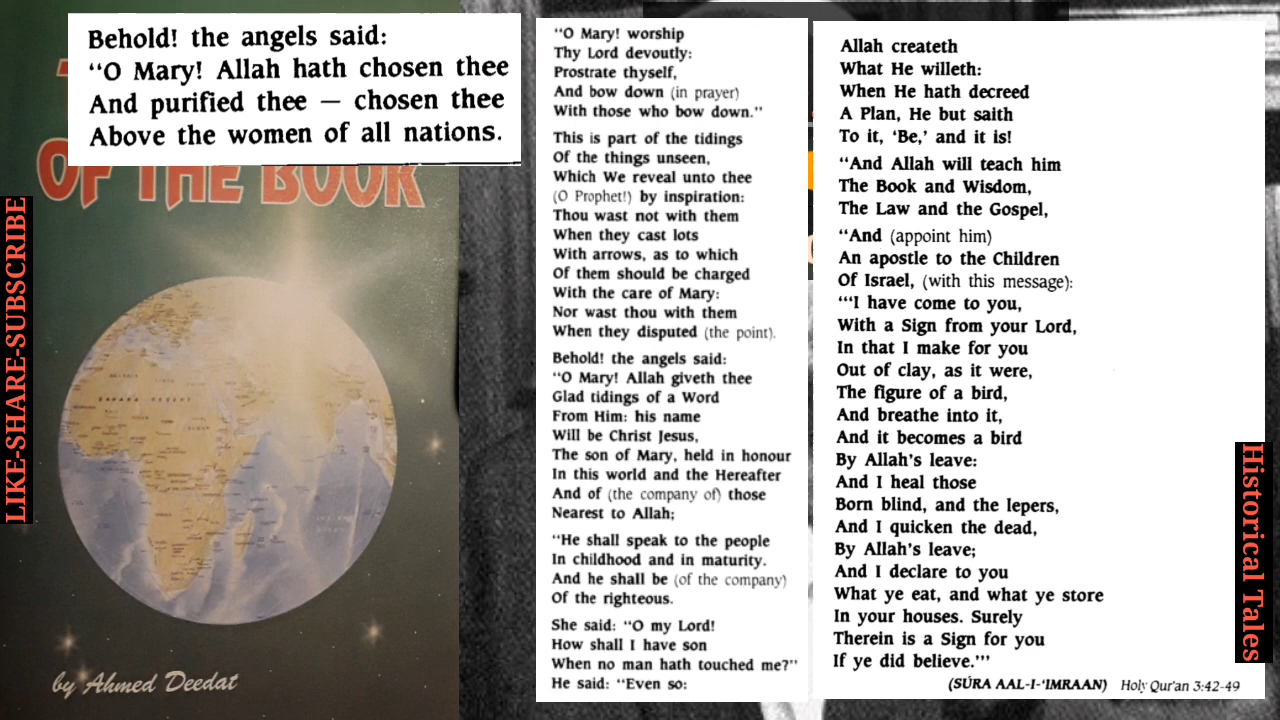 Behold! the angels said:
“O Mary! Allah hath chosen thee
And purified thee — chosen thee
Above the women of all nations.
OF THE BOOK
by Ahmed Deedat
LIKE-SHARE-SUBSCRIBE
“O Mary! worship
Thy Lord devoutly:
Prostrate thyself,
And bow down (in prayer)
With those who bow down.”
This is part of the tidings
Of the things unseen,
Which We reveal unto thee
(O Prophet!) by inspiration:
Thou wast not with them
When they cast lots
With arrows, as to which
Of them should be charged
With the care of Mary:
Nor wast thou with them
When they disputed (the point).
Behold! the angels said:
“O Mary! Allah giveth thee
Glad tidings of a Word
From Him: his name
Will be Christ Jesus,
The son of Mary, held in honour
In this world and the Hereafter
And of (the company of) those
Nearest to Allah;
“He shall speak to the people
In childhood and in maturity.
And he shall be (of the company)
Of the righteous.
She said: “O my Lord!
How shall I have son
When no man hath touched me?”
He said: “Even so:
Allah createth
What He willeth:
When He hath decreed
A Plan, He but saith
To it, ‘Be,’ and it is!
“And Allah will teach him
The Book and Wisdom,
The Law and the Gospel,
“And (appoint him)
An apostle to the Children
Of Israel, (with this message):
“‘I have come to you,
With a Sign from your Lord,
In that I make for you
Out of clay, as it were,
The figure of a bird,
And breathe into it,
And it becomes a bird
By Allah’s leave:
And I heal those
Born blind, and the lepers,
And I quicken the dead,
By Allah’s leave;
And I declare to you
What ye eat, and what ye store
In your houses. Surely
Therein is a Sign for you
If ye did believe.’”
(SÚRA AAL-I-‘IMRAAN) Holy Qur'an 3:42-49
Historical Tales